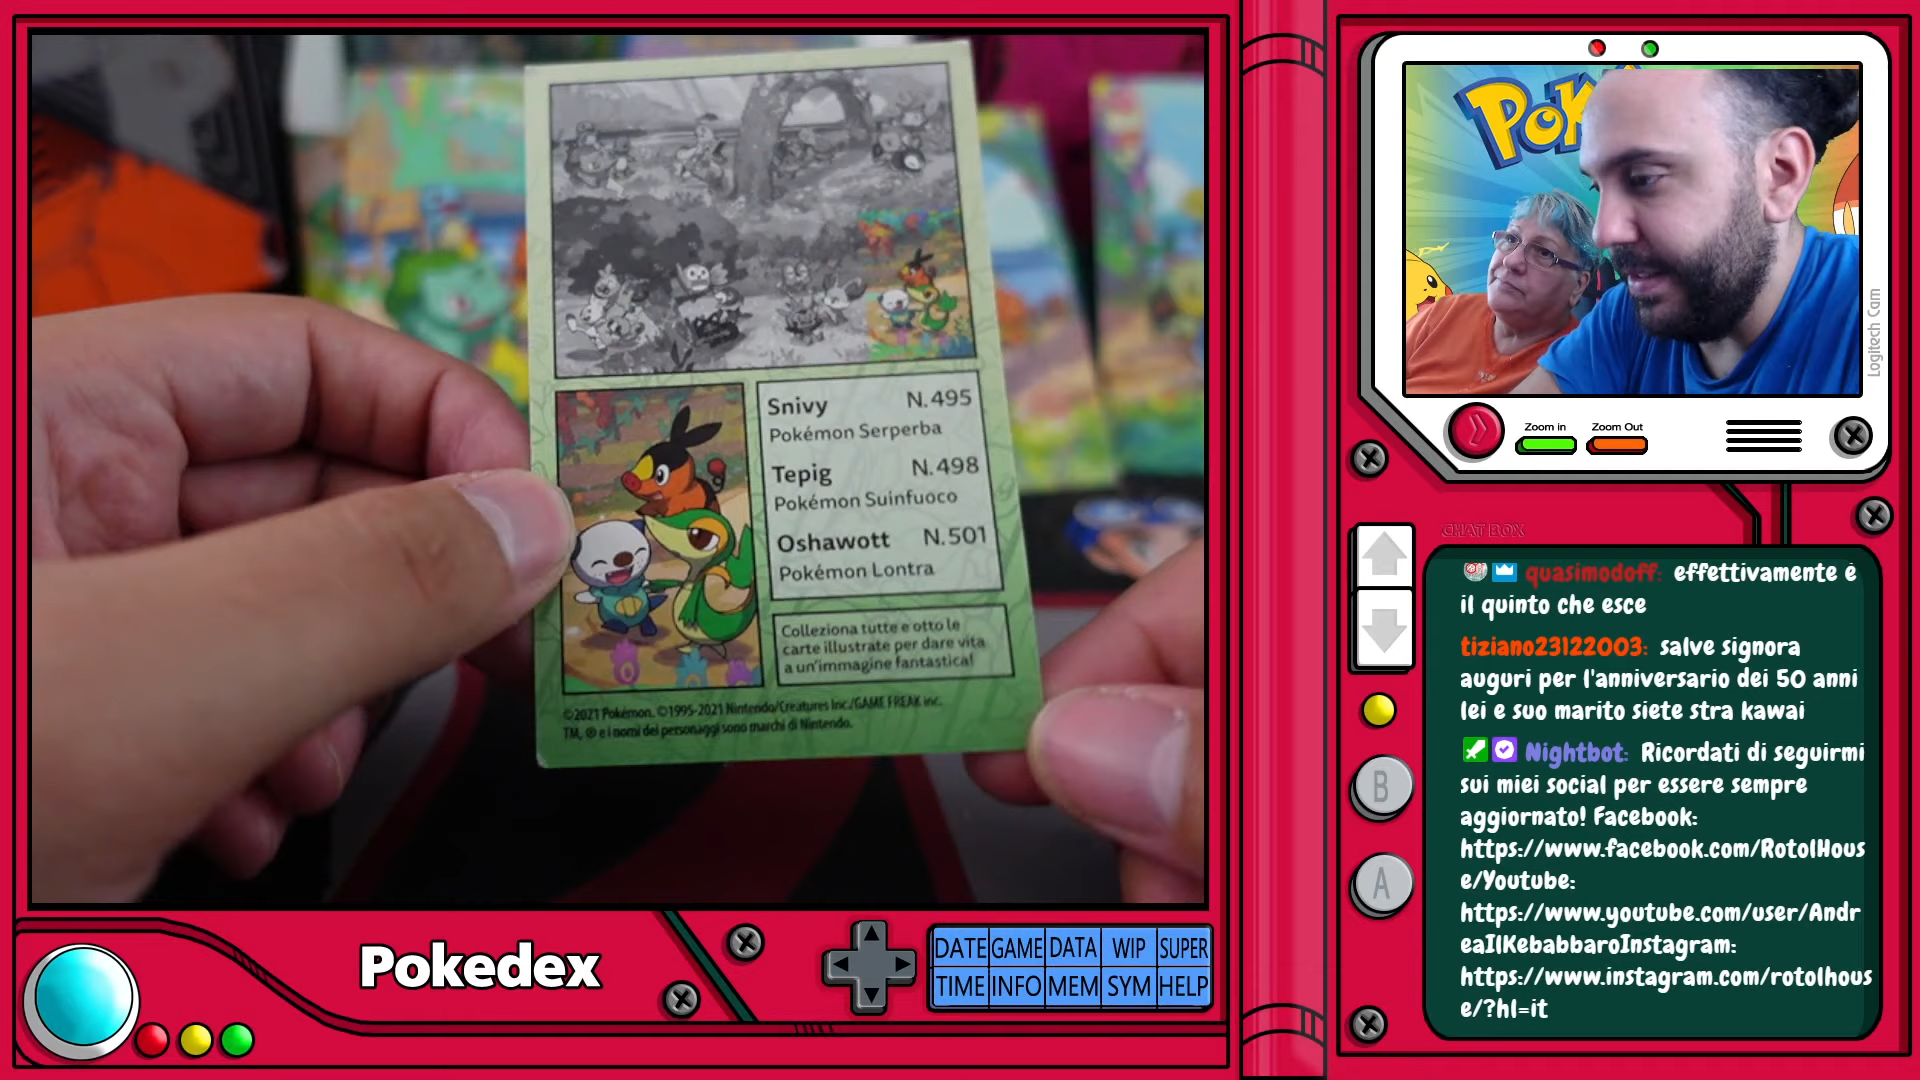 Snivy N.495
Pokémon Serperba
Tepig N.498
Pokémon Suinfuoco
Oshawott N.501
Pokémon Lontra
Colleziona tutte e otto le
carte illustrate per dare vita
a un'immagine fantastica!
©2021 Pokémon. ©1995-2021 Nintendo/Creatures Inc./GAME FREAK inc.
TM, ® e i nomi dei personaggi sono marchi di Nintendo.
Pokedex
DATE GAME DATA WIP SUPER
TIME INFO MEM SYM HELP
Logitech Cam
Zoom in Zoom Out
CHAT BOX
quasimodoff: effettivamente è
il quinto che esce
tiziano23122003: salve signora
auguri per l'anniversario dei 50 anni
lei e suo marito siete stra kawai
Nightbot: Ricordati di seguirmi
sui miei social per essere sempre
aggiornato! Facebook:
https://www.facebook.com/RotolHous
e/Youtube:
https://www.youtube.com/user/Andr
eaIlKebabbaroInstagram:
https://www.instagram.com/rotolhous
e/?hl=it
B
A